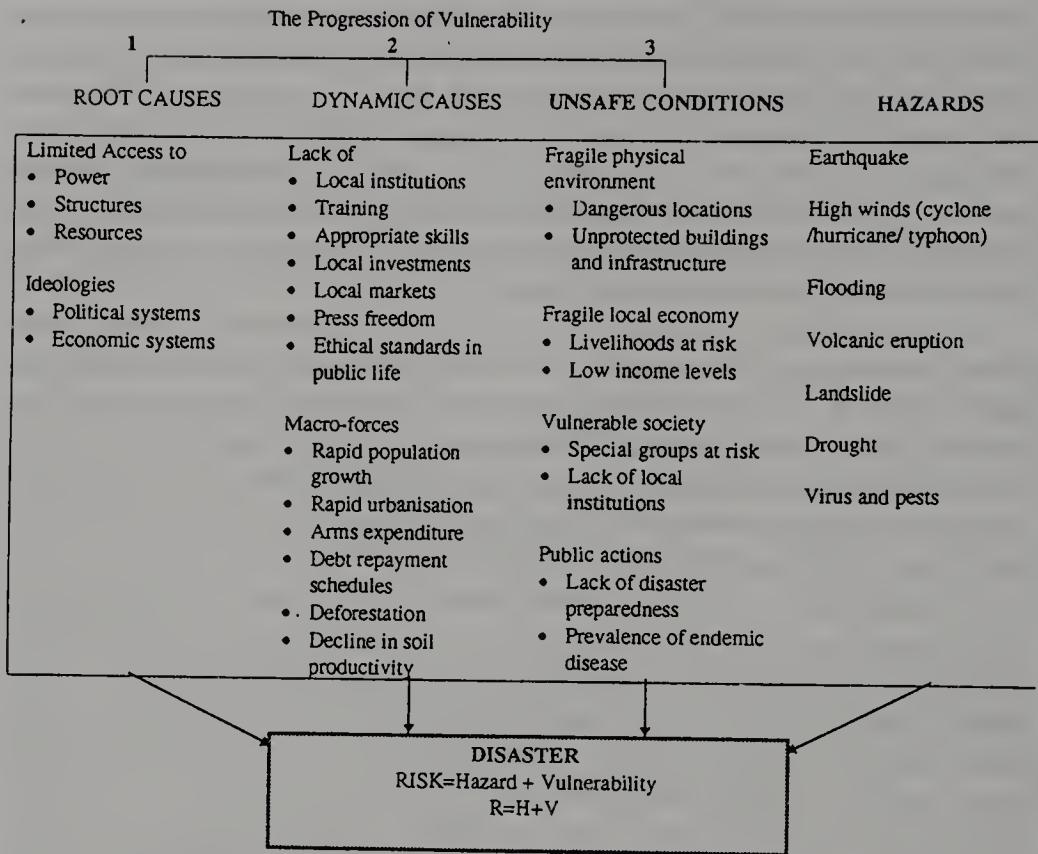 The Progression of Vulnerability
1
2
3
ROOT CAUSES
DYNAMIC CAUSES
UNSAFE CONDITIONS
HAZARDS
Limited Access to
• Power
• Structures
• Resources
Ideologies
• Political systems
• Economic systems
Lack of
• Local institutions
• Training
• Appropriate skills
• Local investments
• Local markets
• Press freedom
• Ethical standards in
public life
Macro-forces
• Rapid population
growth
• Rapid urbanisation
• Arms expenditure
• Debt repayment
schedules
• Deforestation
• Decline in soil
productivity
Fragile physical
environment
• Dangerous locations
• Unprotected buildings
and infrastructure
Fragile local economy
• Livelihoods at risk
• Low income levels
Vulnerable society
• Special groups at risk
• Lack of local
institutions
Public actions
• Lack of disaster
preparedness
• Prevalence of endemic
disease
Earthquake
High winds (cyclone
/hurricane/ typhoon)
Flooding
Volcanic eruption
Landslide
Drought
Virus and pests
DISASTER
RISK=Hazard + Vulnerability
R=H+V